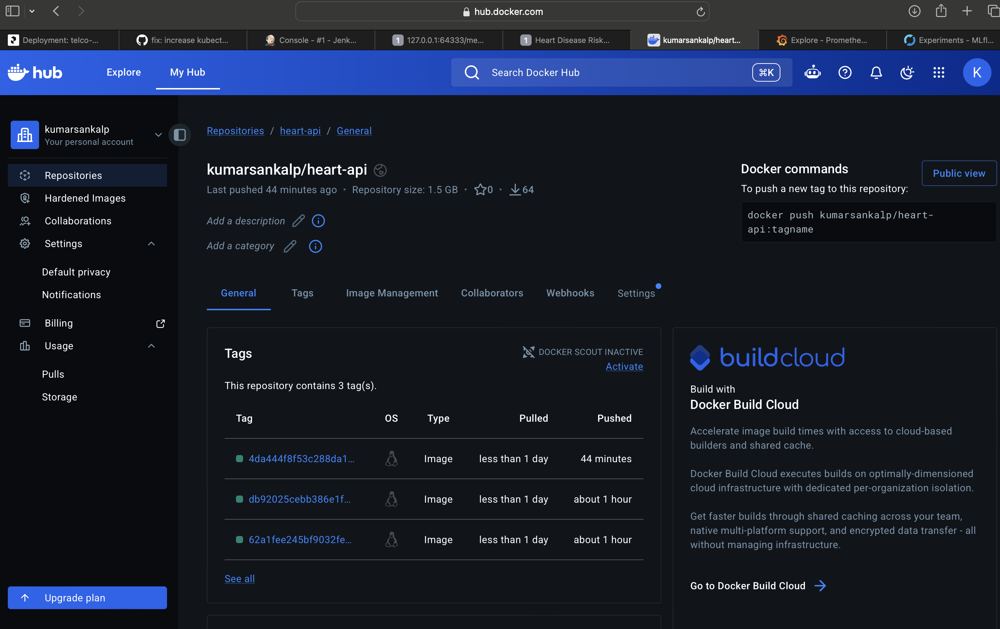 hub.docker.com
Deployment: telco-...
fix: increase kubect...
Console - #1 - Jenk...
1 127.0.0.1:64333/me...
1 Heart Disease Risk...
kumarsankalp/heart...
Explore - Promethe...
Experiments - MLfl...
hub
Explore
My Hub
Search Docker Hub
⌘K
K
kumarsankalp
Your personal account
Repositories
Hardened Images
Collaborations
Settings
Default privacy
Notifications
Billing
Usage
Pulls
Storage
Upgrade plan
Repositories / heart-api / General
kumarsankalp/heart-api
Last pushed 44 minutes ago • Repository size: 1.5 GB • 0 • 64
Add a description
Add a category
Docker commands
Public view
To push a new tag to this repository:
docker push kumarsankalp/heart-
api:tagname
General
Tags
Image Management
Collaborators
Webhooks
Settings
Tags
DOCKER SCOUT INACTIVE
Activate
This repository contains 3 tag(s).
Tag OS Type Pulled Pushed
4da444f8f53c288da1... Image less than 1 day 44 minutes
db92025cebb386e1f... Image less than 1 day about 1 hour
62a1fee245bf9032fe... Image less than 1 day about 1 hour
See all
buildcloud
Build with
Docker Build Cloud
Accelerate image build times with access to cloud-based
builders and shared cache.
Docker Build Cloud executes builds on optimally-dimensioned
cloud infrastructure with dedicated per-organization isolation.
Get faster builds through shared caching across your team,
native multi-platform support, and encrypted data transfer - all
without managing infrastructure.
Go to Docker Build Cloud